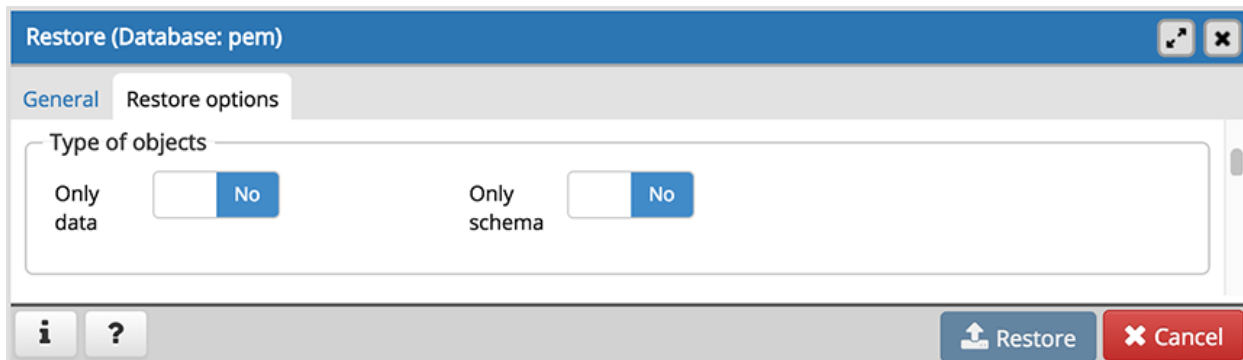 Restore (Database: pem)
General Restore options
Type of objects
Only data No
Only schema No
i ? Restore Cancel